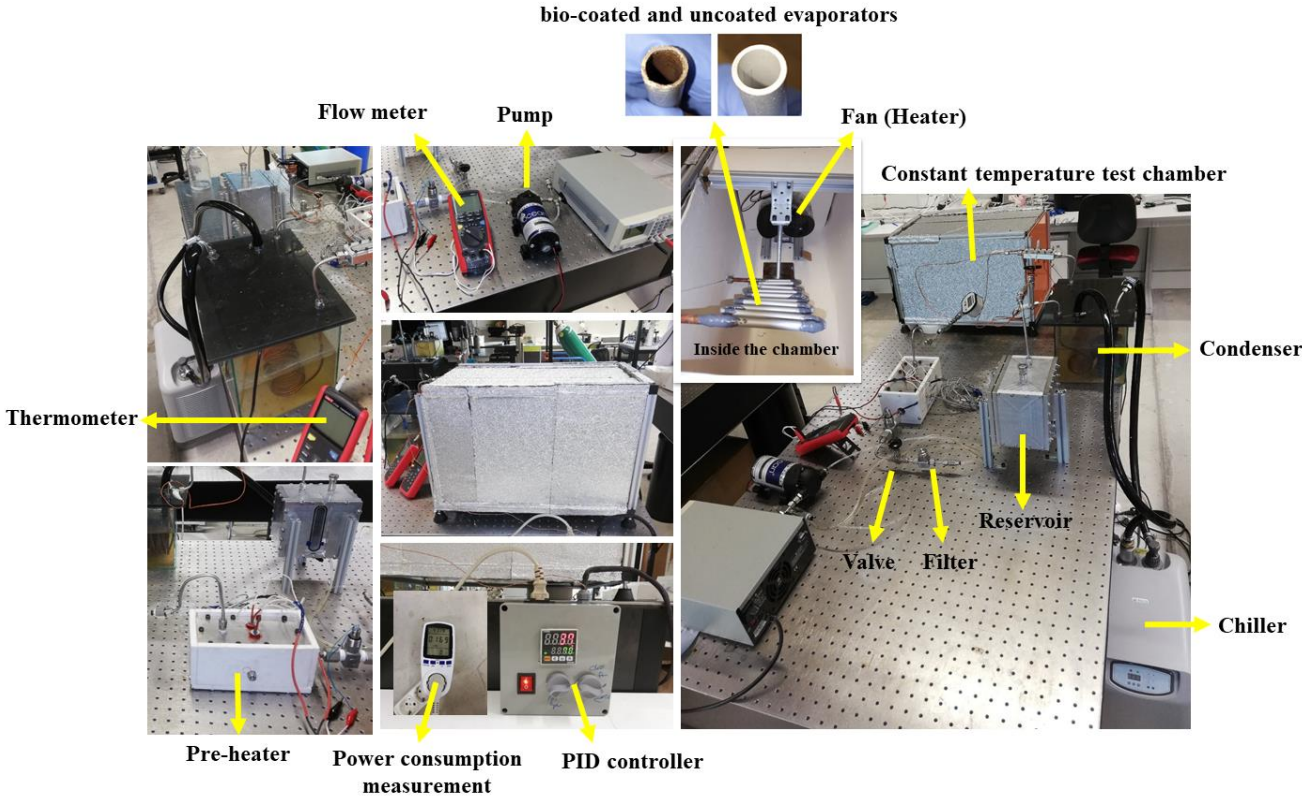 bio-coated and uncoated evaporators
Flow meter
Pump
Fan (Heater)
Constant temperature test chamber
Inside the chamber
Condenser
Thermometer
Reservoir
Valve
Filter
Chiller
Pre-heater
Power consumption
measurement
PID controller